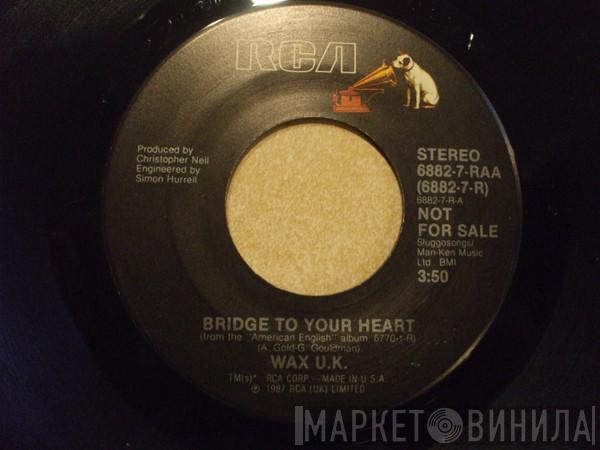 RCA
Produced by
Christopher Neil
Engineered by
Simon Hurrell
STEREO
6882-7-RAA
(6882-7-R)
6882-7-R-A
NOT
FOR SALE
Sluggosongs/
Man-Ken Music
Ltd., BMI
3:50
BRIDGE TO YOUR HEART
(from the "American English" album 6770-1-R)
(A. Gold-G. Gouldman)
WAX U.K.
TM(s)® RCA CORP.—MADE IN U.S.A.
℗ 1987 RCA (UK) LIMITED
МАРКЕТ ВИНИЛА